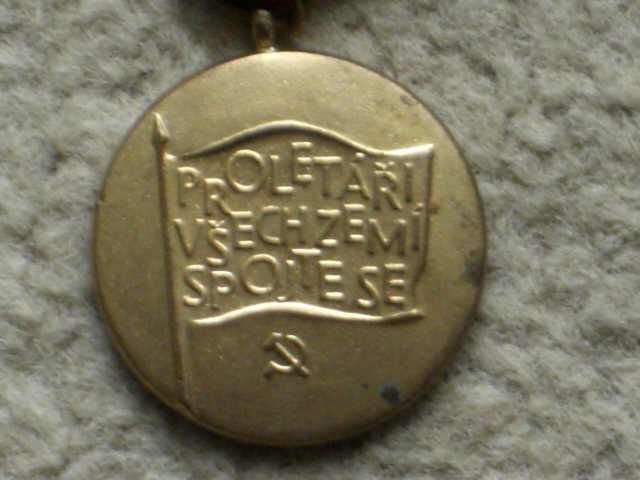 PROLETÁŘI
VŠECH ZEMÍ
SPOJTE SE